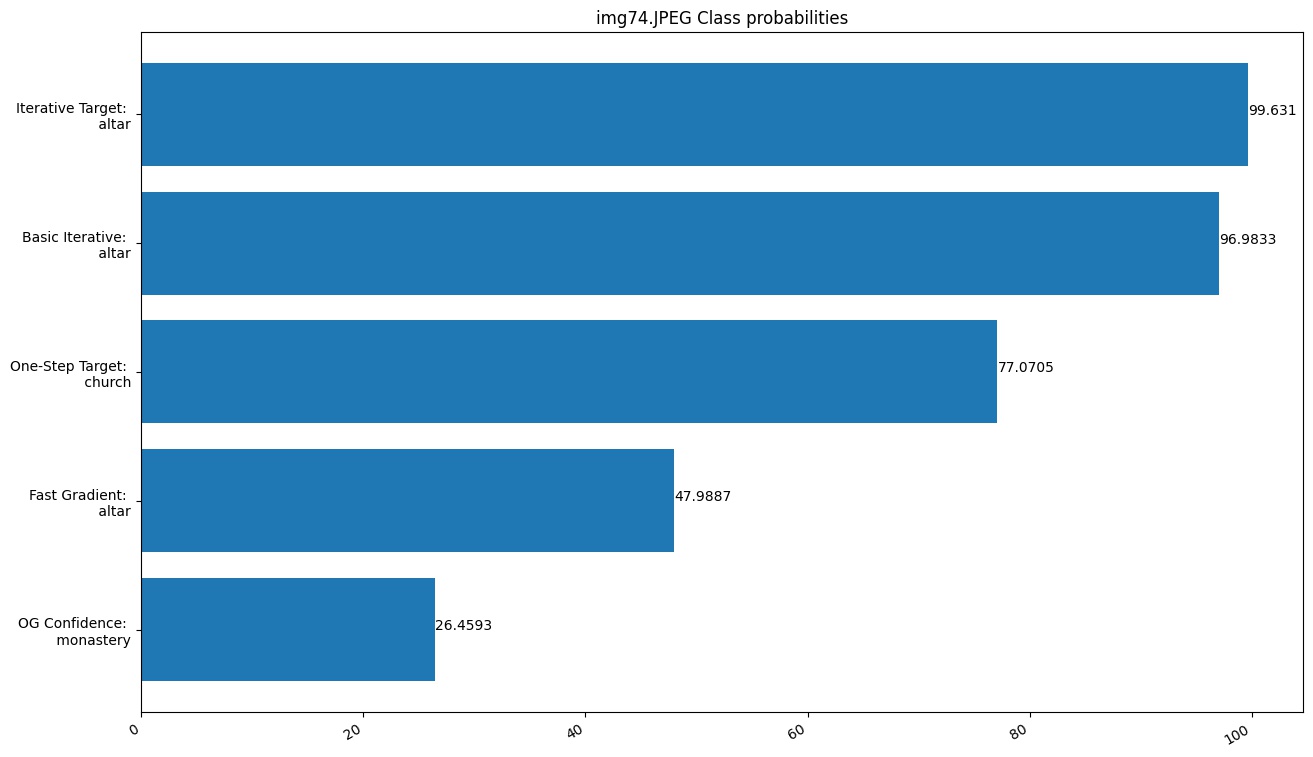 img74.JPEG Class probabilities
Iterative Target:
altar
99.631
Basic Iterative:
altar
96.9833
One-Step Target:
church
77.0705
Fast Gradient:
altar
47.9887
OG Confidence:
monastery
26.4593
0
20
40
60
80
100